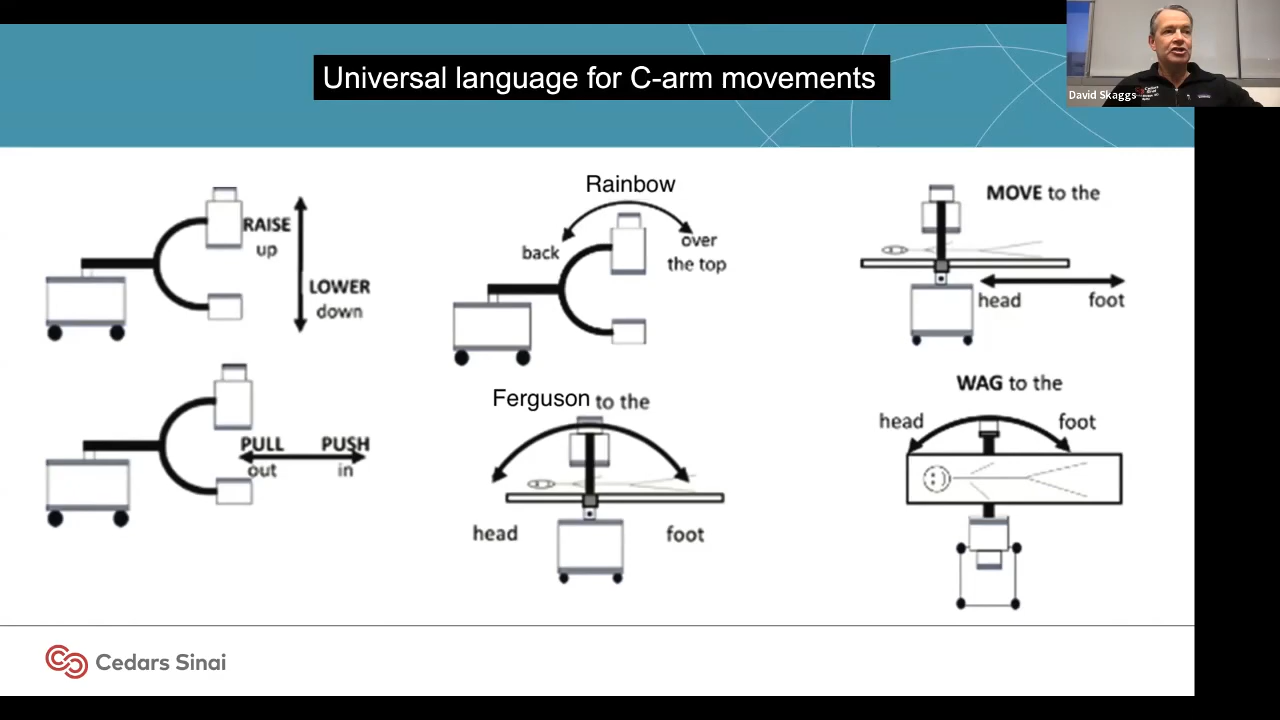 Universal language for C-arm movements
David Skaggs
RAISE
up
LOWER
down
PULL
out
PUSH
in
Rainbow
back
over
the top
Ferguson to the
head
foot
MOVE to the
head
foot
WAG to the
head
foot
Cedars Sinai